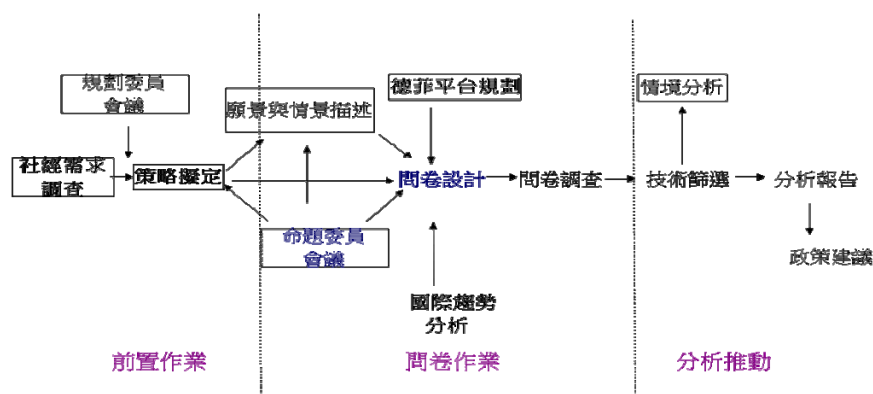 規劃委員
會議
德菲平台規劃
情境分析
願景與情景描述
社經需求
調查
策略擬定
問卷設計
問卷調查
技術篩選
分析報告
命題委員
會議
政策建議
國際趨勢
分析
前置作業
問卷作業
分析推動